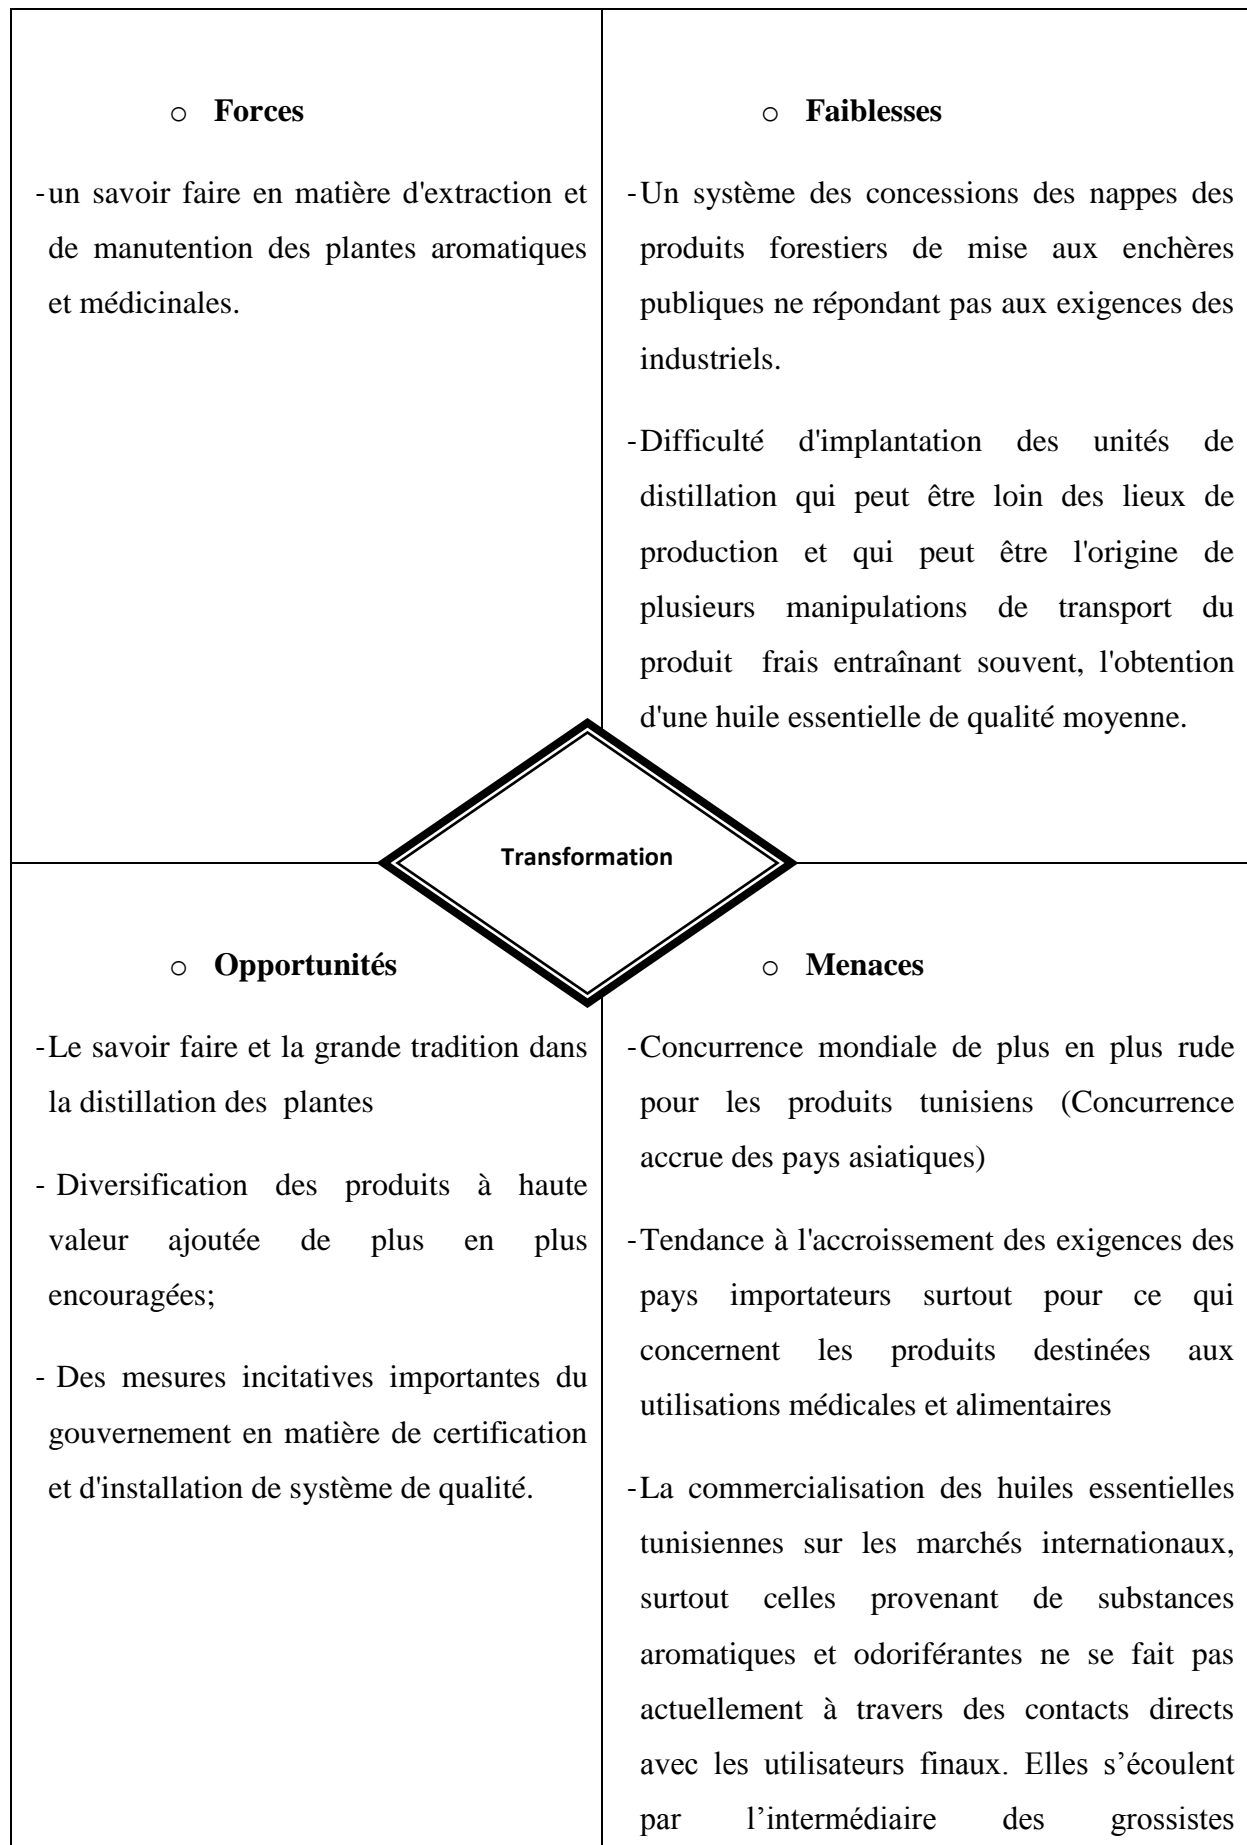 o Forces
-un savoir faire en matière d'extraction et
de manutention des plantes aromatiques
et médicinales.
o Faiblesses
-Un système des concessions des nappes des
produits forestiers de mise aux enchères
publiques ne répondant pas aux exigences des
industriels.
-Difficulté d'implantation des unités de
distillation qui peut être loin des lieux de
production et qui peut être l'origine de
plusieurs manipulations de transport du
produit frais entraînant souvent, l'obtention
d'une huile essentielle de qualité moyenne.
Transformation
o Opportunités
-Le savoir faire et la grande tradition dans
la distillation des plantes
- Diversification des produits à haute
valeur ajoutée de plus en plus
encouragées;
- Des mesures incitatives importantes du
gouvernement en matière de certification
et d'installation de système de qualité.
o Menaces
-Concurrence mondiale de plus en plus rude
pour les produits tunisiens (Concurrence
accrue des pays asiatiques)
-Tendance à l'accroissement des exigences des
pays importateurs surtout pour ce qui
concernent les produits destinées aux
utilisations médicales et alimentaires
-La commercialisation des huiles essentielles
tunisiennes sur les marchés internationaux,
surtout celles provenant de substances
aromatiques et odoriférantes ne se fait pas
actuellement à travers des contacts directs
avec les utilisateurs finaux. Elles s’écoulent
par l’intermédiaire des grossistes